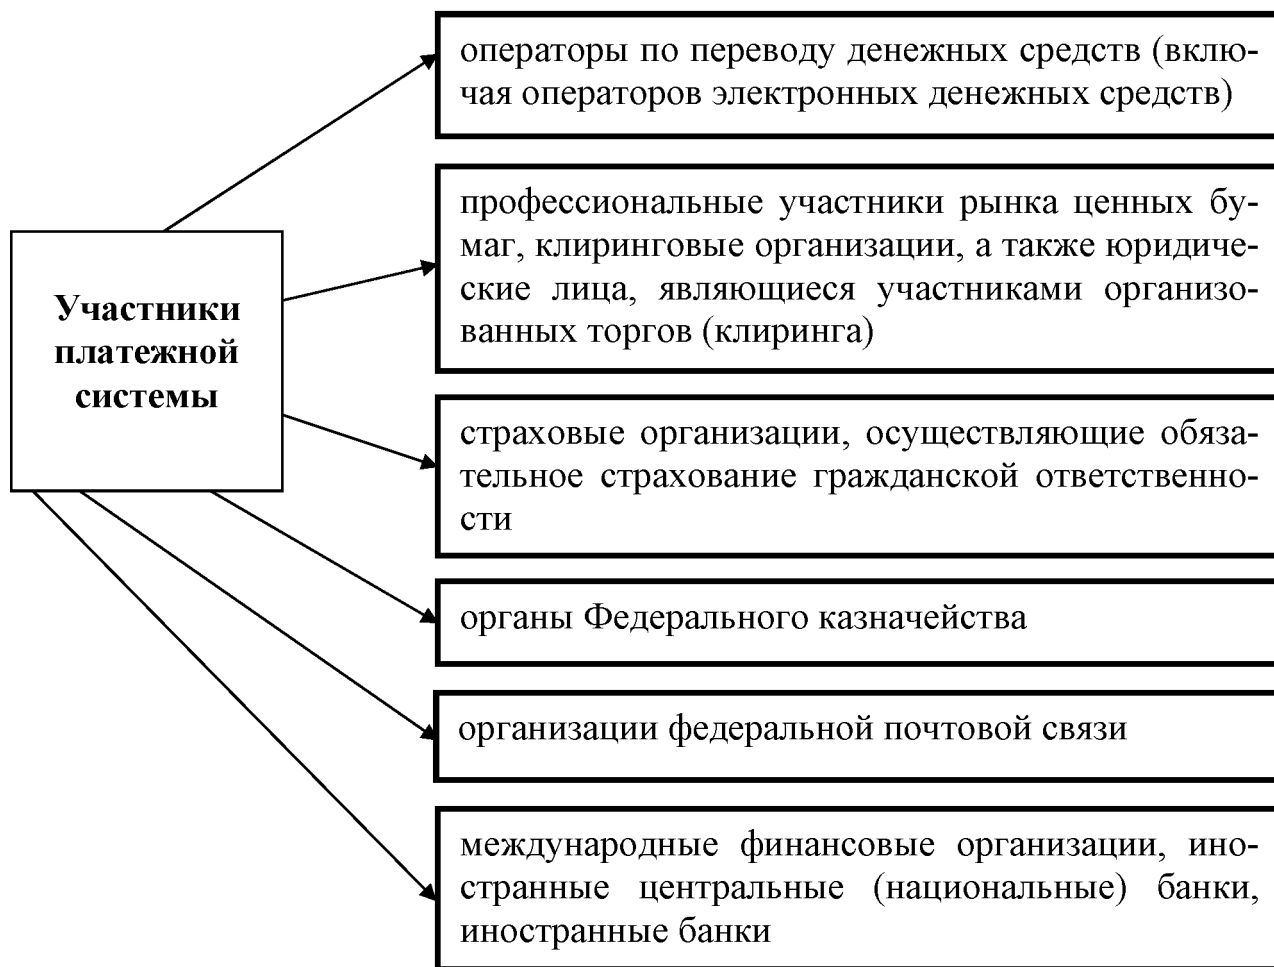 операторы по переводу денежных средств (вклю-
чая операторов электронных денежных средств)
профессиональные участники рынка ценных бу-
маг, клиринговые организации, а также юридиче-
ские лица, являющиеся участниками организо-
ванных торгов (клиринга)
Участники
платежной
системы
страховые организации, осуществляющие обяза-
тельное страхование гражданской ответственно-
сти
органы Федерального казначейства
организации федеральной почтовой связи
международные финансовые организации, ино-
странные центральные (национальные) банки,
иностранные банки